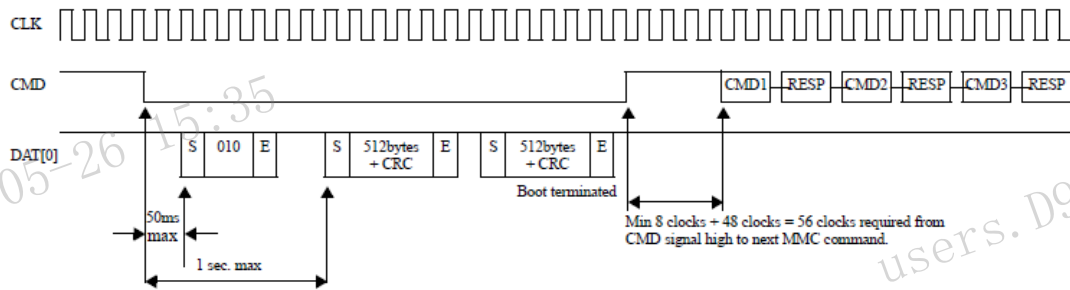 CLK
CMD
CMD1 RESP CMD2 RESP CMD3 RESP
DAT[0]
S 010 E S 512bytes + CRC E S 512bytes + CRC E
Boot terminated
50ms
max
Min 8 clocks + 48 clocks = 56 clocks required from
CMD signal high to next MMC command.
1 sec. max
05-26 15:35
users.D9